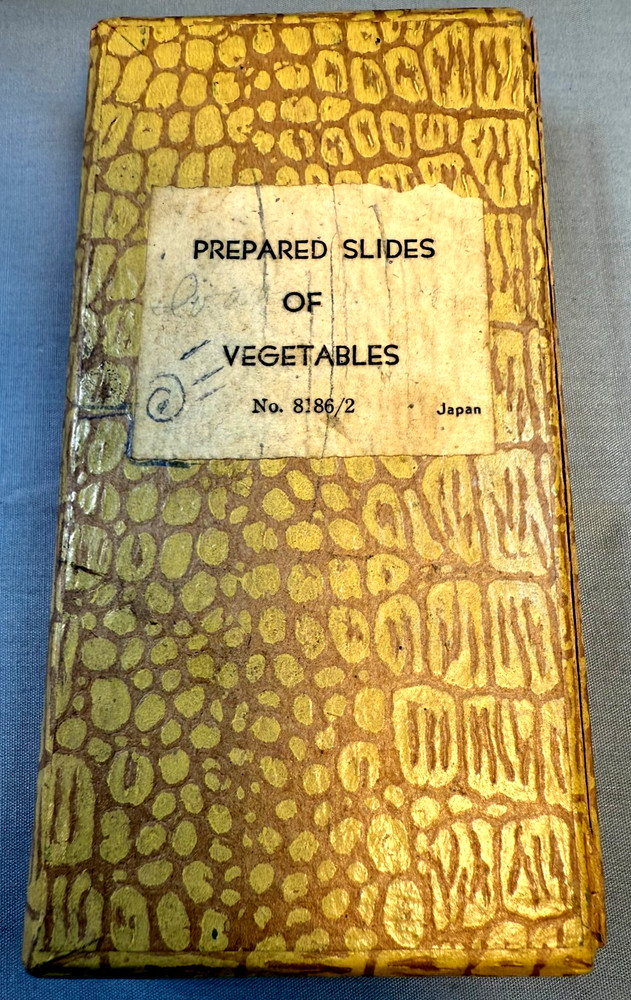 PREPARED SLIDES
OF
VEGETABLES
No. 8186/2
Japan